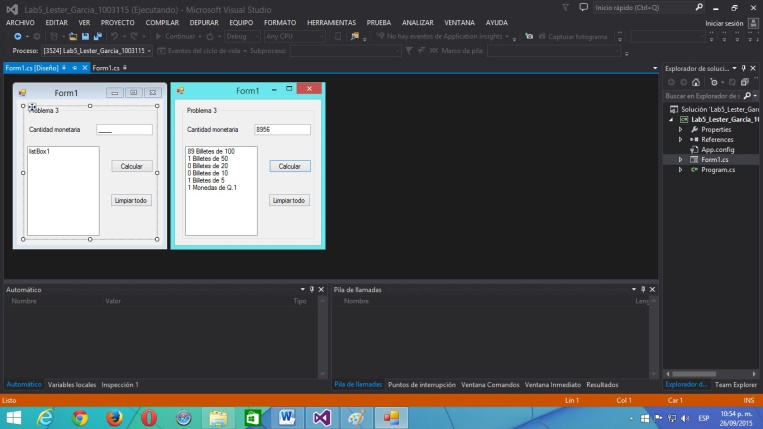 Lab5_Lester_Garcia_1003115 (Ejecutando) - Microsoft Visual Studio
Inicio rápido (Ctrl+Q)
ARCHIVO EDITAR VER PROYECTO COMPILAR DEPURAR EQUIPO FORMATO HERRAMIENTAS PRUEBA ANALIZAR VENTANA AYUDA
Iniciar sesión
Continuar Debug Any CPU No hay eventos de Application Insights Capturar fotograma
Proceso: [3524] Lab5_Lester_Garcia_1003115 Eventos del ciclo de vida Subproceso: Marco de pila:
Form1.cs [Diseño] Form1.cs
Explorador de soluci...
Buscar en Explorador de s
Solución 'Lab5_Lester_Garc
Lab5_Lester_Garcia_10
Properties
References
App.config
Form1.cs
Program.cs
Form1
Problema 3
Cantidad monetaria
listBox1
Calcular
Limpiar todo
Form1
Problema 3
Cantidad monetaria 8956
89 Billetes de 100
1 Billetes de 50
0 Billetes de 20
0 Billetes de 10
1 Billetes de 5
1 Monedas de Q.1
Calcular
Limpiar todo
Automático
Nombre Valor Tipo
Pila de llamadas
Nombre
Automático Variables locales Inspección 1
Pila de llamadas Puntos de interrupción Ventana Comandos Ventana Inmediato Resultados
Explorador d... Team Explorer
Listo Lín 1 Col 1 Car 1 INS
ESP
10:54 p. m.
26/09/2015